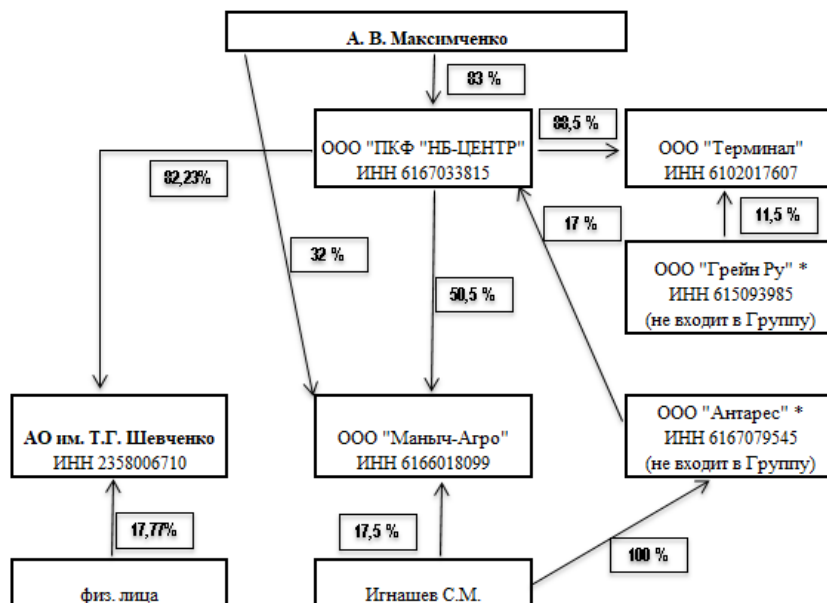 А. В. Максимченко
83 %
ООО "ПКФ "НБ-ЦЕНТР"
ИНН 6167033815
88,5 %
ООО "Терминал"
ИНН 6102017607
82,23%
17 %
11,5 %
32 %
ООО "Грейн Ру" *
ИНН 615093985
(не входит в Группу)
50,5 %
АО им. Т.Г. Шевченко
ИНН 2358006710
ООО "Маныч-Агро"
ИНН 6166018099
ООО "Антарес" *
ИНН 6167079545
(не входит в Группу)
17,77%
17,5 %
100 %
физ. лица
Игнашев С.М.